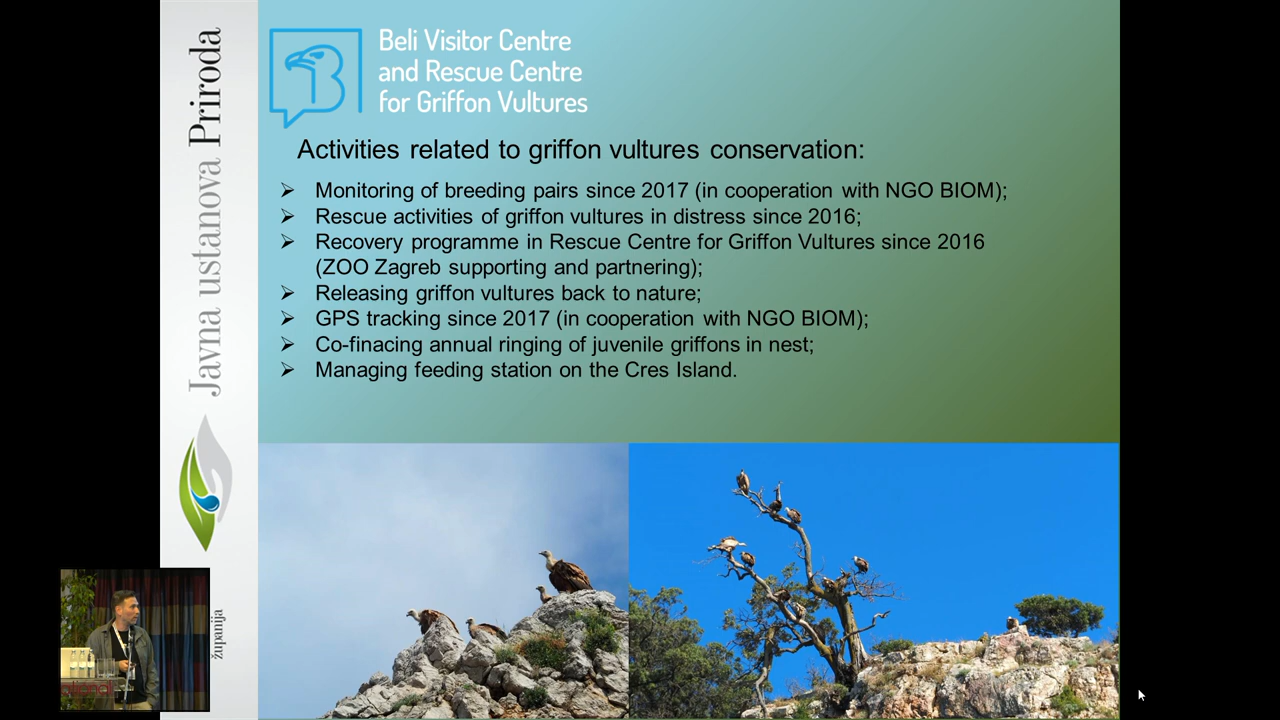 Javna ustanova Priroda
županija
Beli Visitor Centre
and Rescue Centre
for Griffon Vultures
Activities related to griffon vultures conservation:
➢ Monitoring of breeding pairs since 2017 (in cooperation with NGO BIOM);
➢ Rescue activities of griffon vultures in distress since 2016;
➢ Recovery programme in Rescue Centre for Griffon Vultures since 2016
(ZOO Zagreb supporting and partnering);
➢ Releasing griffon vultures back to nature;
➢ GPS tracking since 2017 (in cooperation with NGO BIOM);
➢ Co-finacing annual ringing of juvenile griffons in nest;
➢ Managing feeding station on the Cres Island.